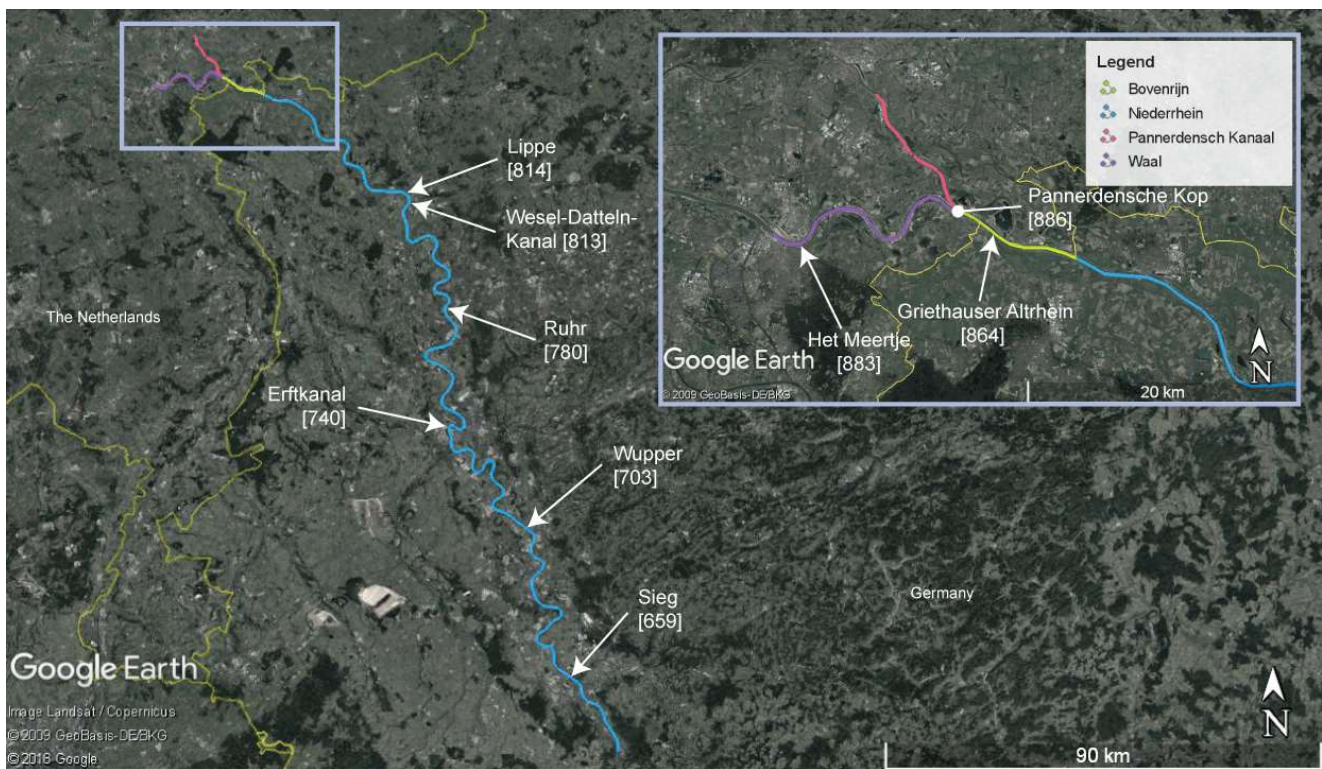 Lippe
[814]
Wesel-Datteln-
Kanal [813]
The Netherlands
Ruhr
[780]
Erftkanal
[740]
Wupper
[703]
Sieg
[659]
Germany
Google Earth
Image Landsat / Copernicus
© 2009 GeoBasis-DE/BKG
© 2018 Google
N
90 km
Legend
Bovenrijn
Niederrhein
Pannerdensch Kanaal
Waal
Pannerdensche Kop
[886]
Griethauser Altrhein
[864]
Het Meertje
[883]
Google Earth
© 2009 GeoBasis-DE/BKG
N
20 km